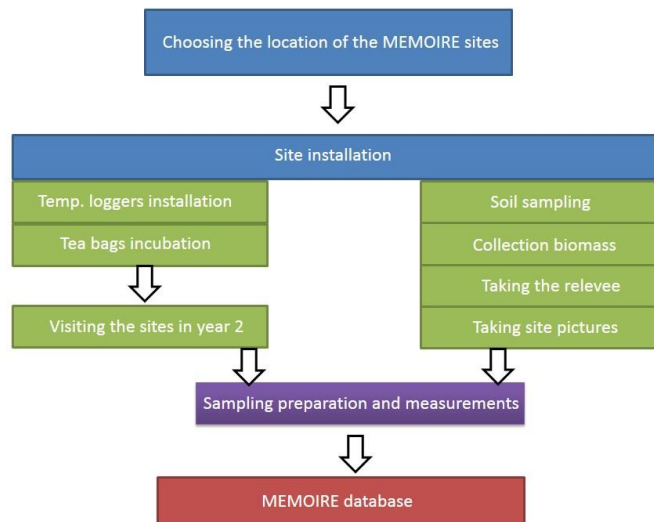 Choosing the location of the MEMOIRE sites
Site installation
Temp. loggers installation
Tea bags incubation
Visiting the sites in year 2
Soil sampling
Collection biomass
Taking the relevee
Taking site pictures
Sampling preparation and measurements
MEMOIRE database